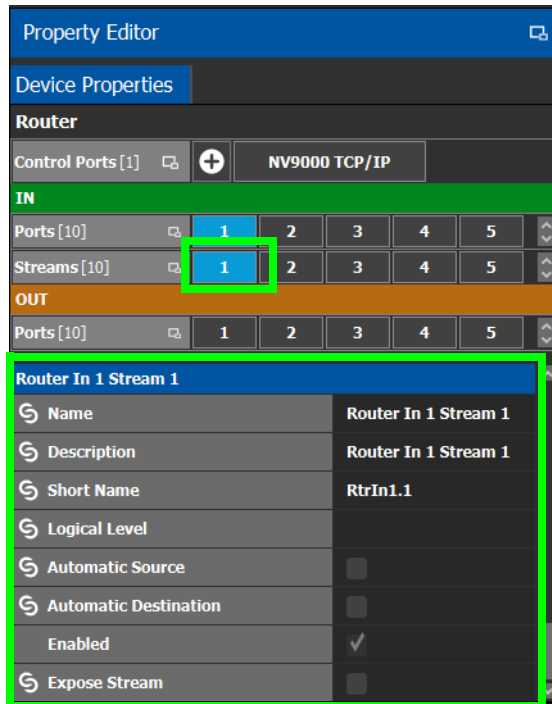 Property Editor
Device Properties
Router
Control Ports [1] NV9000 TCP/IP
IN
Ports [10] 1 2 3 4 5
Streams [10] 1 2 3 4 5
OUT
Ports [10] 1 2 3 4 5
Router In 1 Stream 1
Name Router In 1 Stream 1
Description Router In 1 Stream 1
Short Name RtrIn1.1
Logical Level
Automatic Source
Automatic Destination
Enabled
Expose Stream